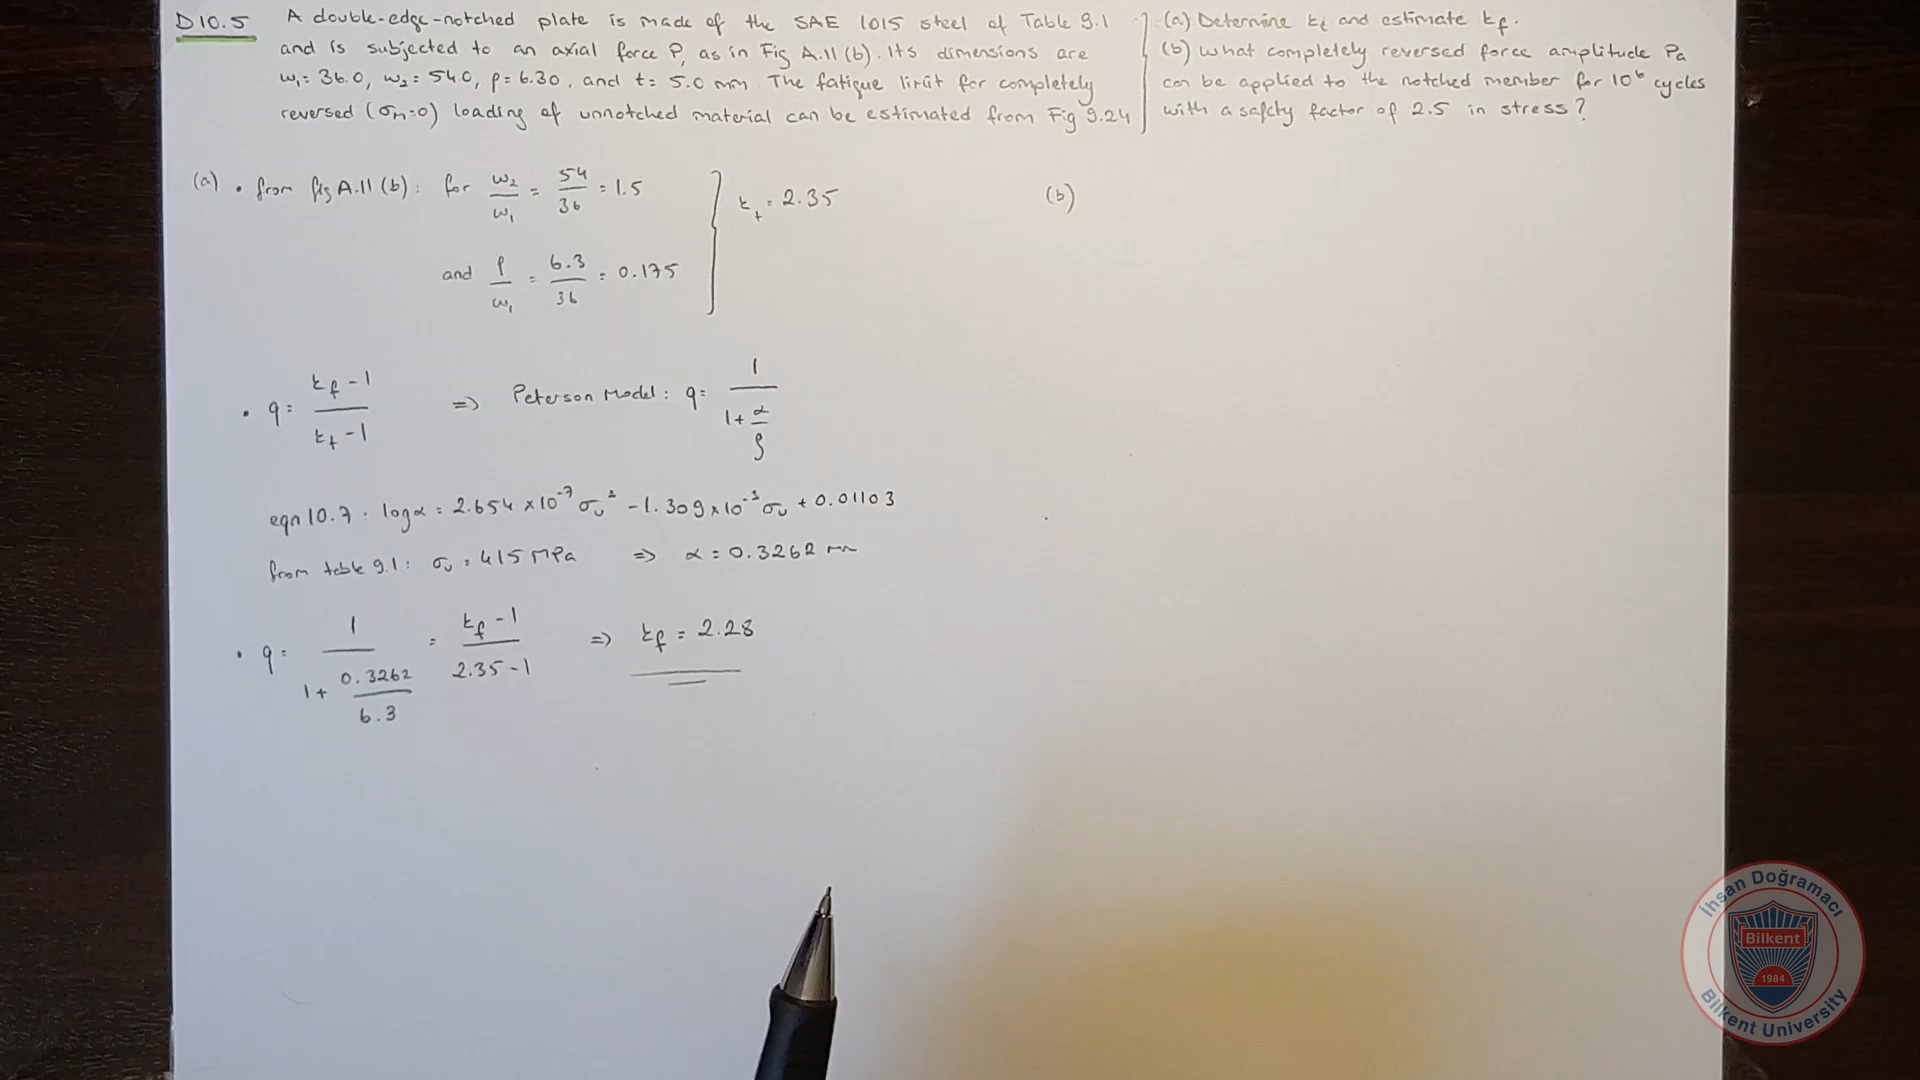 D10.5 A double-edge-notched plate is made of the SAE 1015 steel of Table 9.1
and is subjected to an axial force P, as in Fig A.11 (b). Its dimensions are
w₁= 36.0, w₂= 54.0, ρ= 6.30, and t= 5.0 mm. The fatigue limit for completely
reversed (σm=0) loading of unnotched material can be estimated from Fig 9.24
(a) Determine kt and estimate kf.
(b) What completely reversed force amplitude Pa
can be applied to the notched member for 10⁶ cycles
with a safety factor of 2.5 in stress?
(a) • from fig A.11 (b): for w₂/w₁ = 54/36 = 1.5
and ρ/w₁ = 6.3/36 = 0.175
kt = 2.35
• q = (kf - 1)/(kt - 1) => Peterson Model: q = 1/(1 + α/ρ)
eqn 10.7: logα = 2.654 × 10⁻⁷ σu² - 1.309 × 10⁻³ σu + 0.01103
from table 9.1: σu = 415 MPa => α = 0.3262 mm
• q = 1/(1 + 0.3262/6.3) = (kf - 1)/(2.35 - 1) => kf = 2.28
(b)
İhsan Doğramacı
Bilkent
1984
Bilkent University